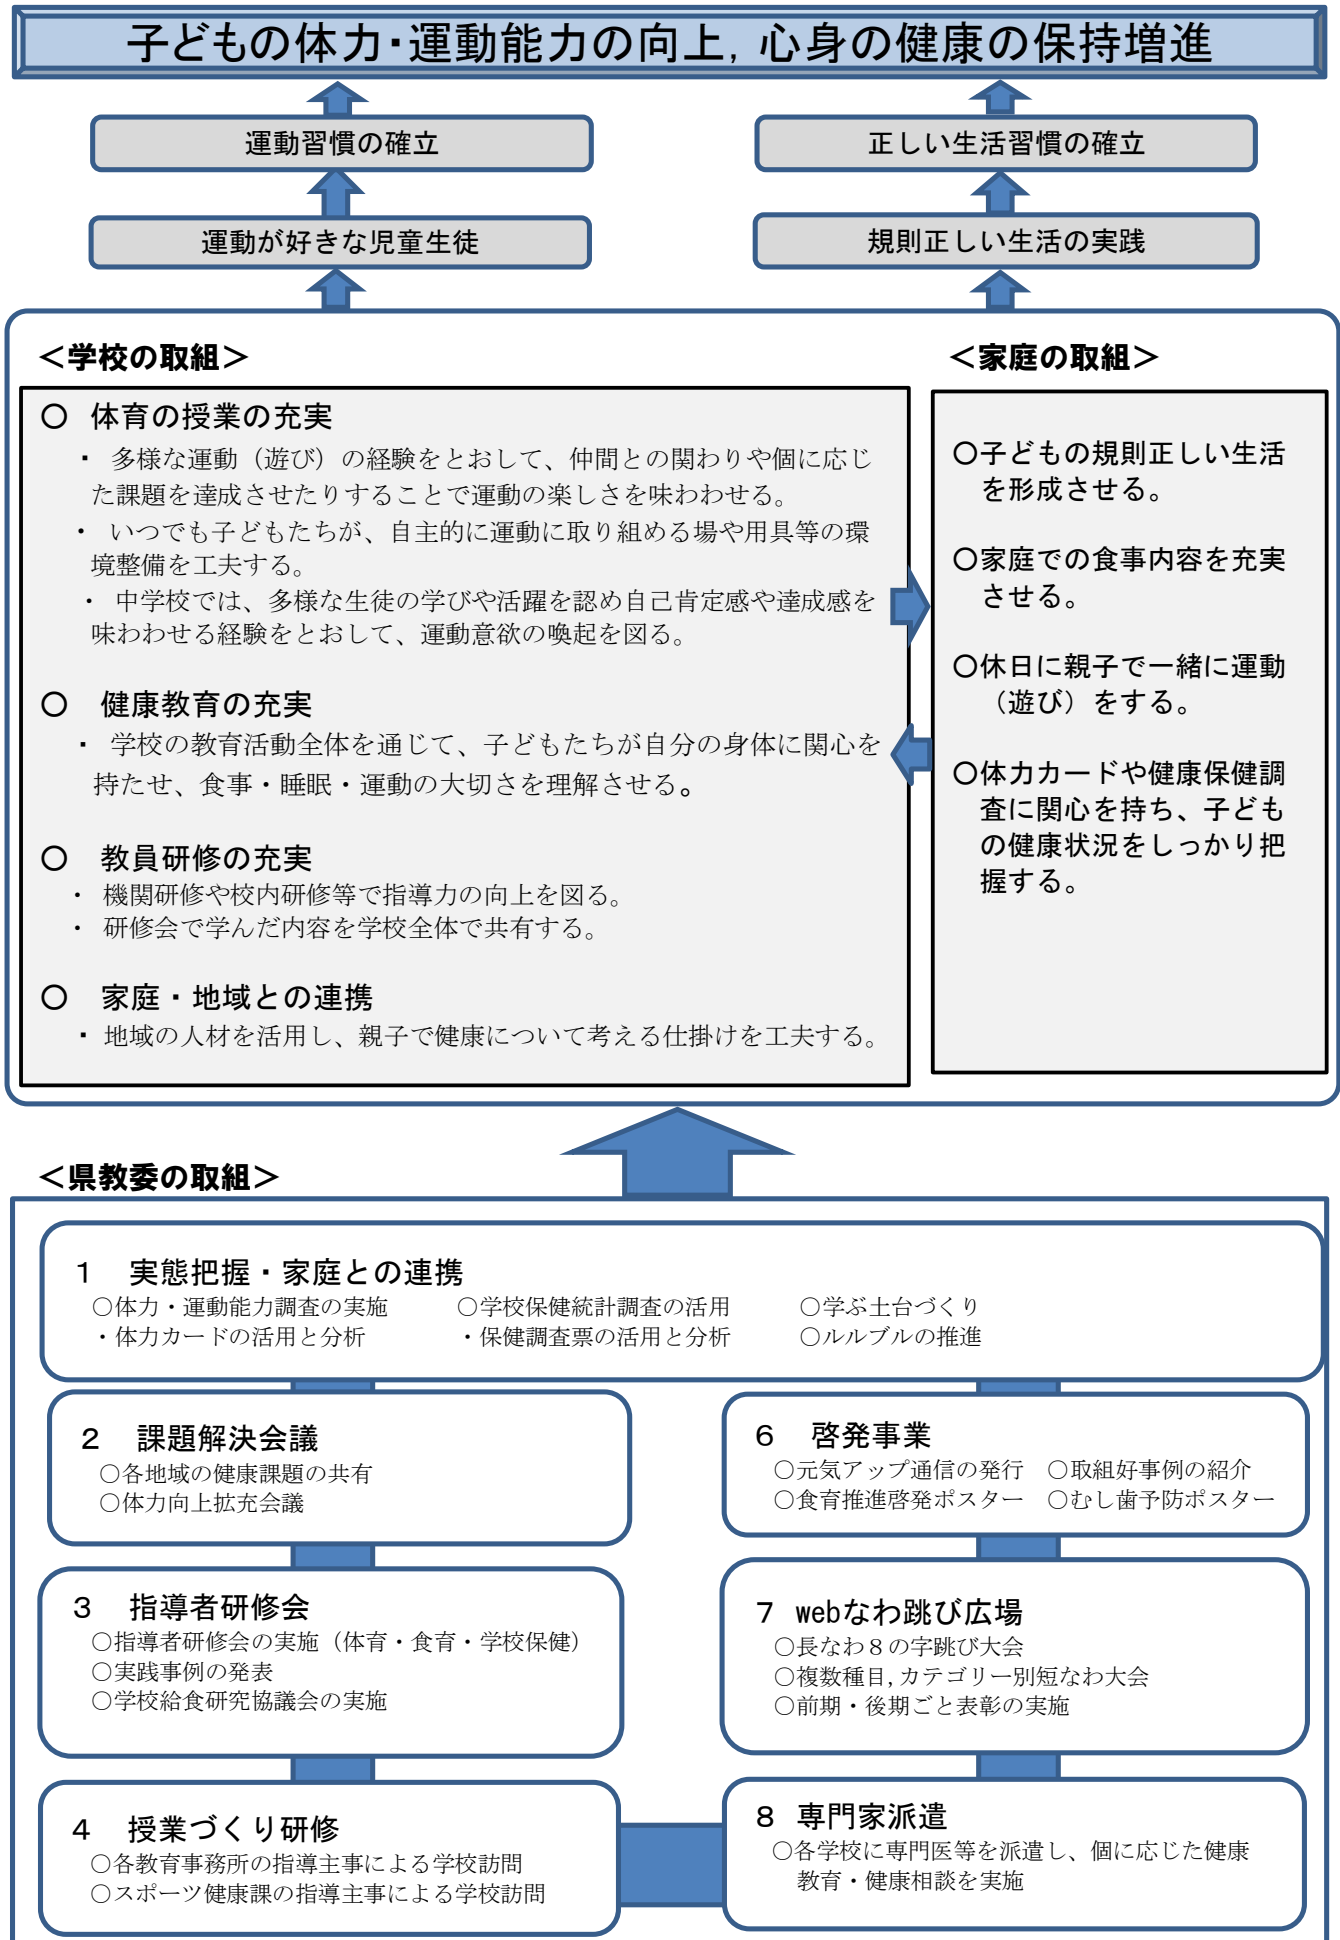 子どもの体力・運動能力の向上，心身の健康の保持増進
運動習慣の確立
正しい生活習慣の確立
運動が好きな児童生徒
規則正しい生活の実践
＜学校の取組＞
○　体育の授業の充実
・ 多様な運動（遊び）の経験をとおして、仲間との関わりや個に応じ
た課題を達成させたりすることで運動の楽しさを味わわせる。
・ いつでも子どもたちが、自主的に運動に取り組める場や用具等の環
境整備を工夫する。
・ 中学校では、多様な生徒の学びや活躍を認め自己肯定感や達成感を
味わわせる経験をとおして、運動意欲の喚起を図る。
○　健康教育の充実
・ 学校の教育活動全体を通じて、子どもたちが自分の身体に関心を
持たせ、食事・睡眠・運動の大切さを理解させる。
○　教員研修の充実
・ 機関研修や校内研修等で指導力の向上を図る。
・ 研修会で学んだ内容を学校全体で共有する。
○　家庭・地域との連携
・ 地域の人材を活用し、親子で健康について考える仕掛けを工夫する。
＜家庭の取組＞
○子どもの規則正しい生活
を形成させる。
○家庭での食事内容を充実
させる。
○休日に親子で一緒に運動
（遊び）をする。
○体力カードや健康保健調
査に関心を持ち、子ども
の健康状況をしっかり把
握する。
＜県教委の取組＞
１　実態把握・家庭との連携
○体力・運動能力調査の実施　○学校保健統計調査の活用　○学ぶ土台づくり
・体力カードの活用と分析　・保健調査票の活用と分析　○ルルブルの推進
２　課題解決会議
○各地域の健康課題の共有
○体力向上拡充会議
３　指導者研修会
○指導者研修会の実施（体育・食育・学校保健）
○実践事例の発表
○学校給食研究協議会の実施
４　授業づくり研修
○各教育事務所の指導主事による学校訪問
○スポーツ健康課の指導主事による学校訪問
６　啓発事業
○元気アップ通信の発行　○取組好事例の紹介
○食育推進啓発ポスター　○むし歯予防ポスター
７ webなわ跳び広場
○長なわ８の字跳び大会
○複数種目,カテゴリー別短なわ大会
○前期・後期ごと表彰の実施
８ 専門家派遣
○各学校に専門医等を派遣し、個に応じた健康
教育・健康相談を実施